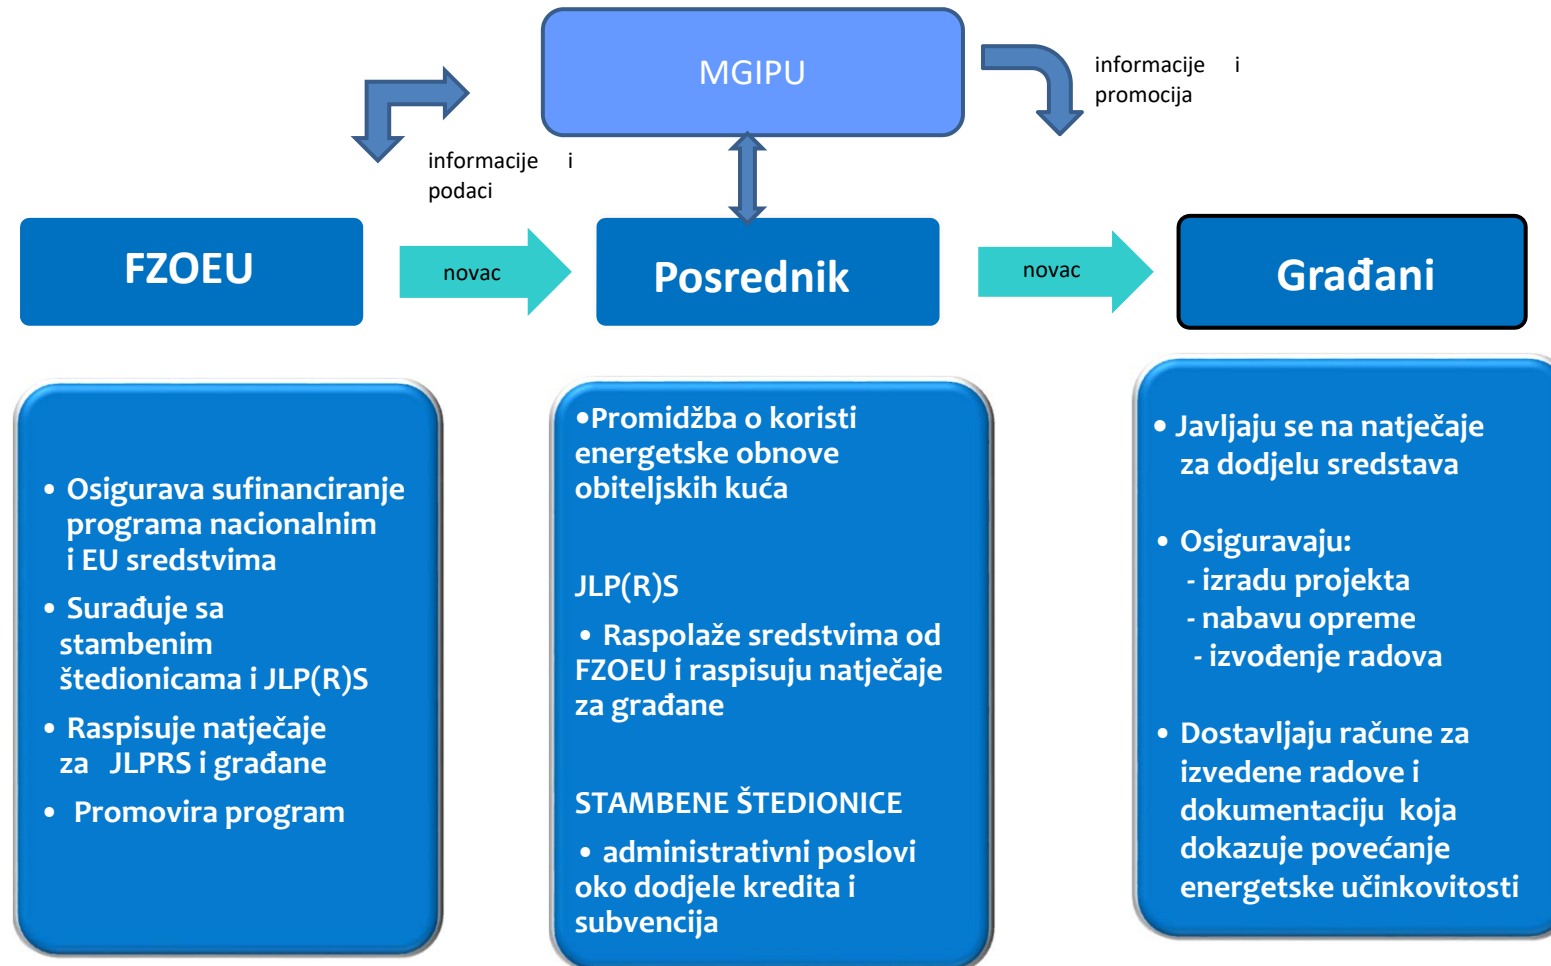 MGIPU
informacije i
promocija
informacije i
podaci
FZOEU
novac
Posrednik
novac
Građani
• Osigurava sufinanciranje
programa nacionalnim
i EU sredstvima
• Surađuje sa
stambenim
štedionicama i JLP(R)S
• Raspisuje natječaje
za JLPRS i građane
• Promovira program
•Promidžba o koristi
energetske obnove
obiteljskih kuća
JLP(R)S
• Raspolaže sredstvima od
FZOEU i raspisuju natječaje
za građane
STAMBENE ŠTEDIONICE
• administrativni poslovi
oko dodjele kredita i
subvencija
• Javljaju se na natječaje
za dodjelu sredstava
• Osiguravaju:
- izradu projekta
- nabavu opreme
- izvođenje radova
• Dostavljaju račune za
izvedene radove i
dokumentaciju koja
dokazuje povećanje
energetske učinkovitosti